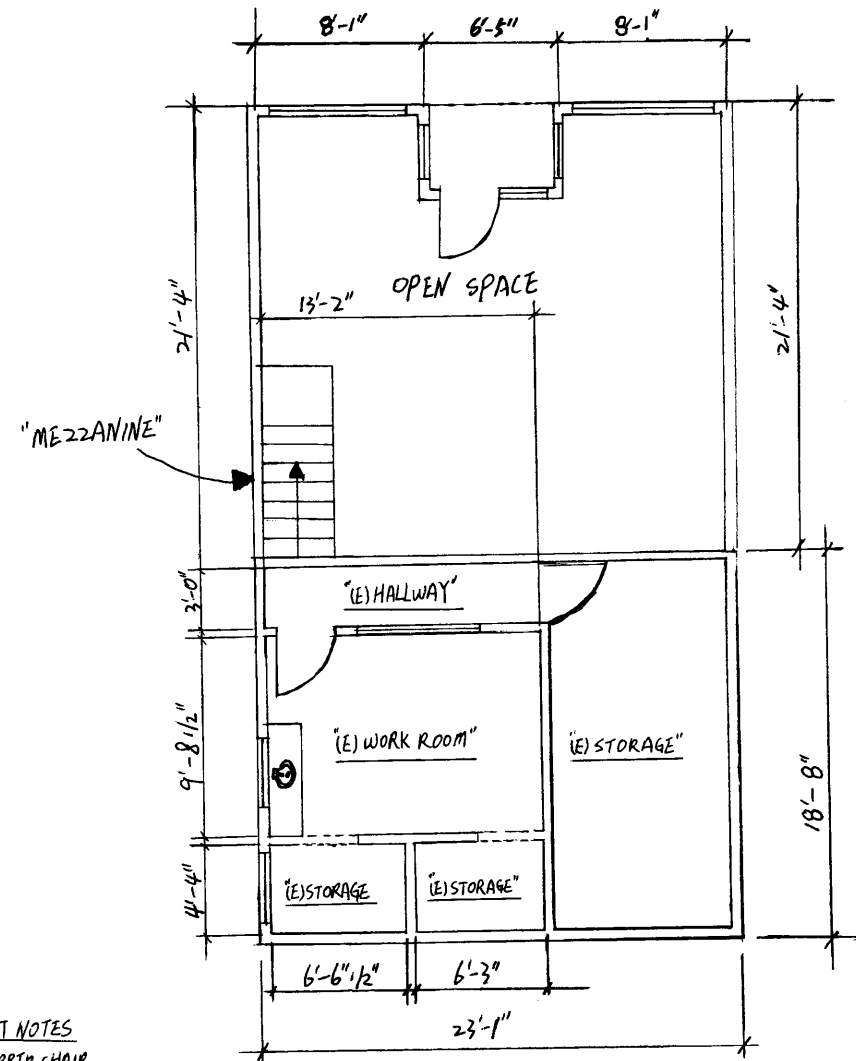 8'-1" 6'-5" 8'-1"
21'-4"
OPEN SPACE
13'-2"
21'-4"
"MEZZANINE"
3'-0"
"(E) HALLWAY"
9'-8 1/2"
"(E) WORK ROOM"
"(E) STORAGE"
18'-8"
4'-4"
"(E) STORAGE
"(E) STORAGE"
6'-6" 1/2" 6'-3"
23'-1"
T NOTES
CHAIR